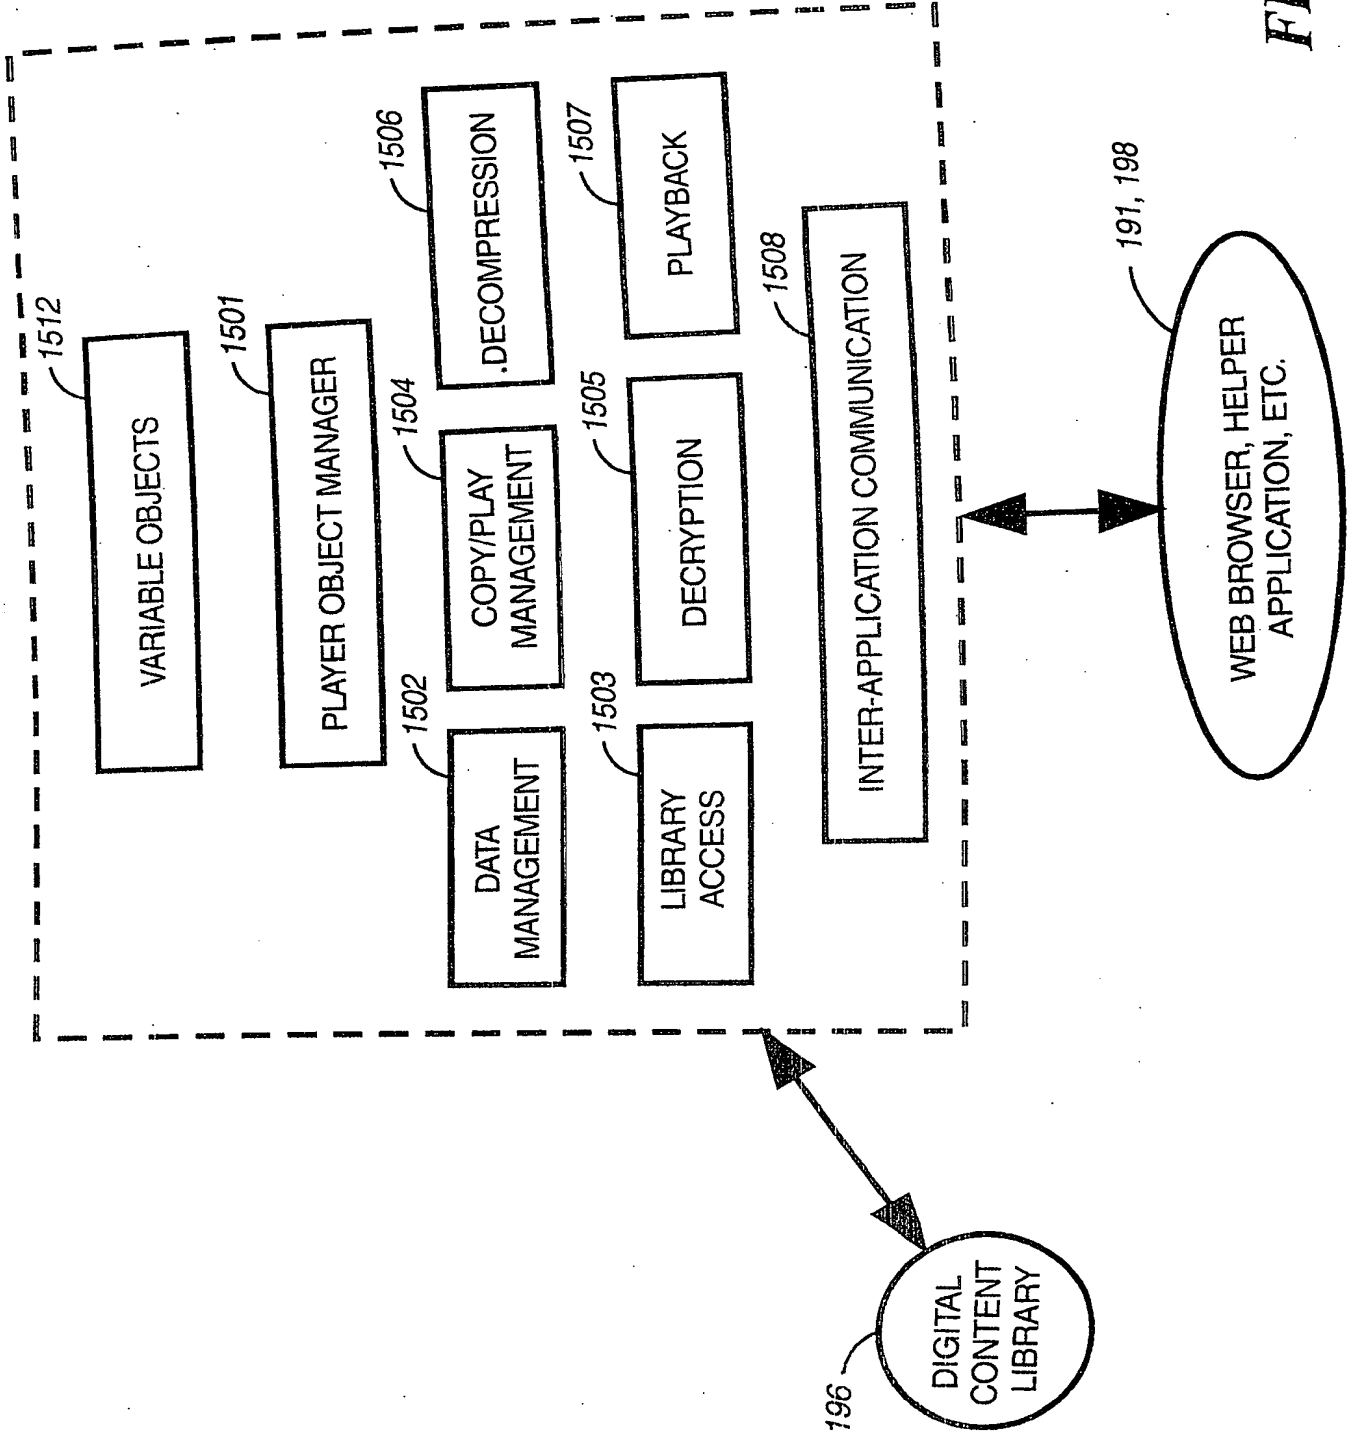 1512
VARIABLE OBJECTS
1501
PLAYER OBJECT MANAGER
1502
DATA
MANAGEMENT
1504
COPY/PLAY
MANAGEMENT
1506
.DECOMPRESSION
1503
LIBRARY
ACCESS
1505
DECRYPTION
1507
PLAYBACK
1508
INTER-APPLICATION COMMUNICATION
196
DIGITAL
CONTENT
LIBRARY
191, 198
WEB BROWSER, HELPER
APPLICATION, ETC.